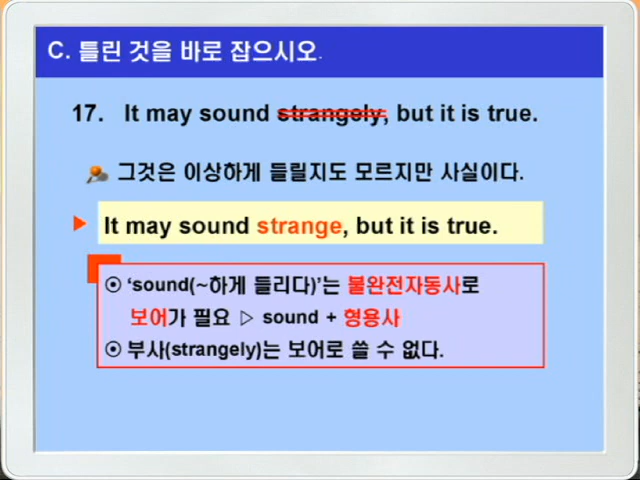 C. 틀린 것을 바로 잡으시오.
17. It may sound strangely, but it is true.
그것은 이상하게 들릴지도 모르지만 사실이다.
It may sound strange, but it is true.
‘sound(~하게 들리다)’는 불완전자동사로
보어가 필요 ▷ sound + 형용사
부사(strangely)는 보어로 쓸 수 없다.